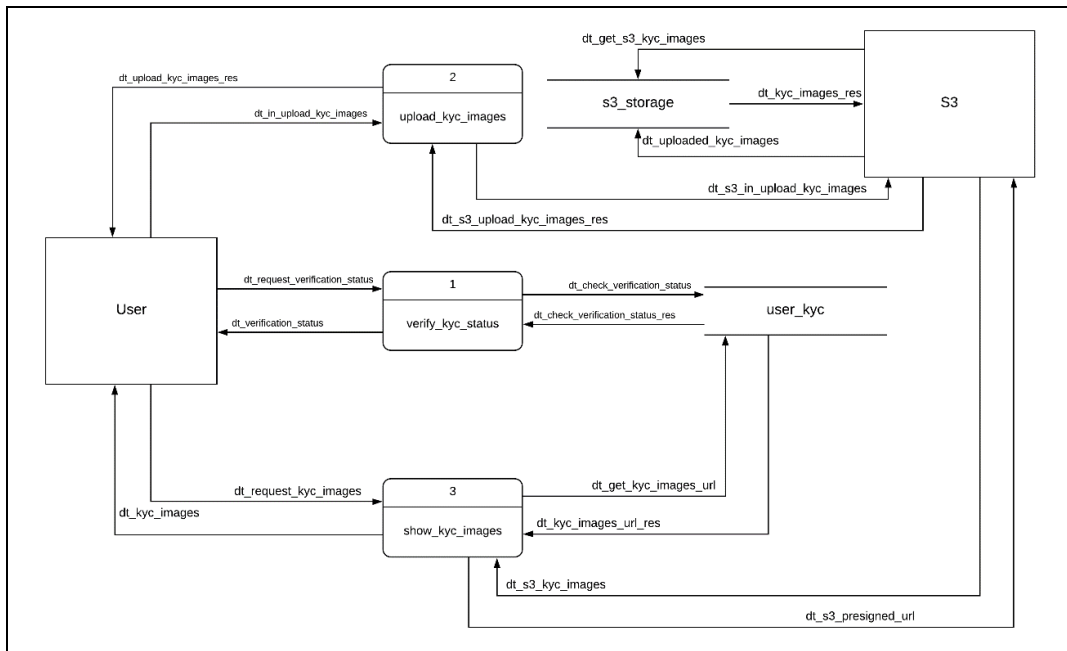 dt_get_s3_kyc_images
2
dt_upload_kyc_images_res
s3_storage
dt_kyc_images_res
S3
dt_in_upload_kyc_images
upload_kyc_images
dt_uploaded_kyc_images
dt_s3_in_upload_kyc_images
dt_s3_upload_kyc_images_res
dt_request_verification_status
1
dt_check_verification_status
User
user_kyc
dt_verification_status
verify_kyc_status
dt_check_verification_status_res
dt_request_kyc_images
3
dt_get_kyc_images_url
dt_kyc_images
show_kyc_images
dt_kyc_images_url_res
dt_s3_kyc_images
dt_s3_presigned_url